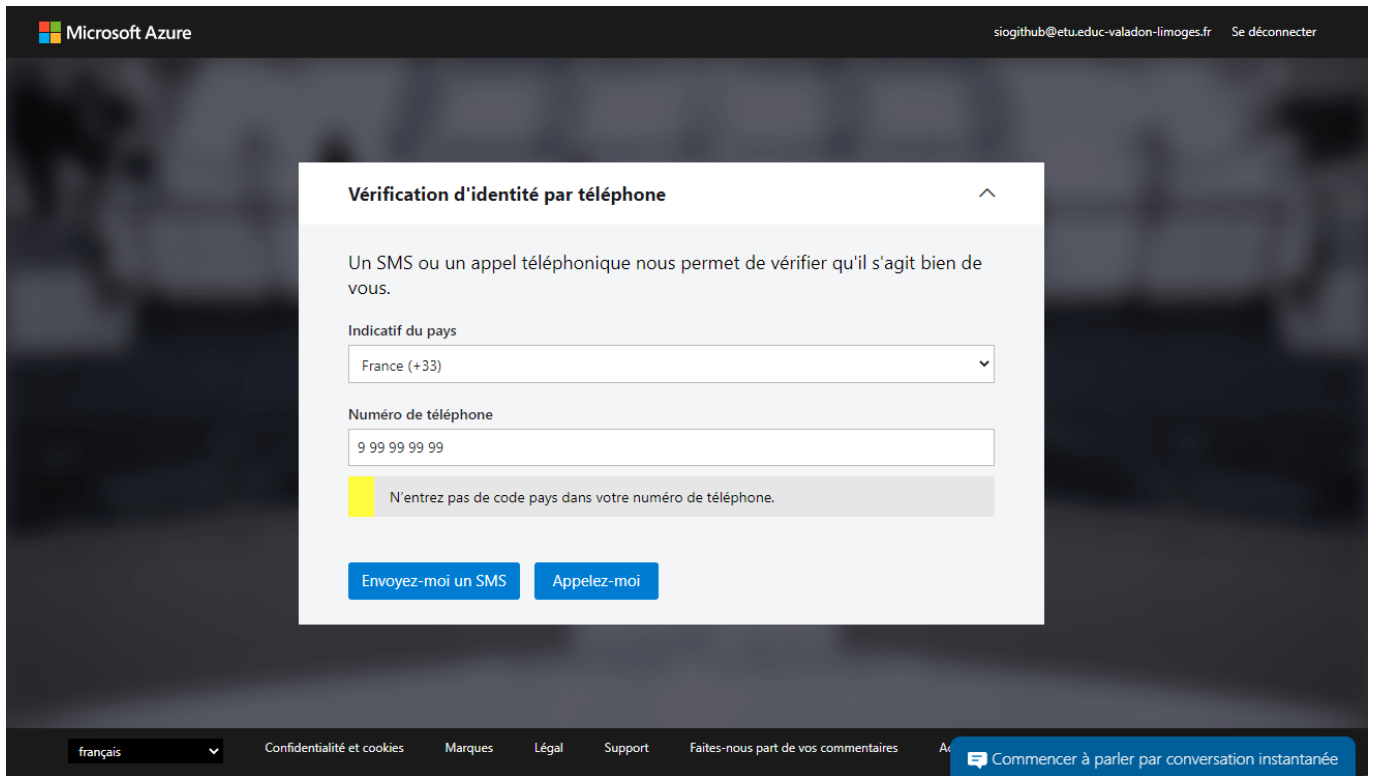 Microsoft Azure
siogithub@etu.educ-valadon-limoges.fr Se déconnecter
Vérification d'identité par téléphone
Un SMS ou un appel téléphonique nous permet de vérifier qu'il s'agit bien de
vous.
Indicatif du pays
France (+33)
Numéro de téléphone
9 99 99 99 99
N'entrez pas de code pays dans votre numéro de téléphone.
Envoyez-moi un SMS Appelez-moi
français Confidentialité et cookies Marques Légal Support Faites-nous part de vos commentaires
Commencer à parler par conversation instantanée